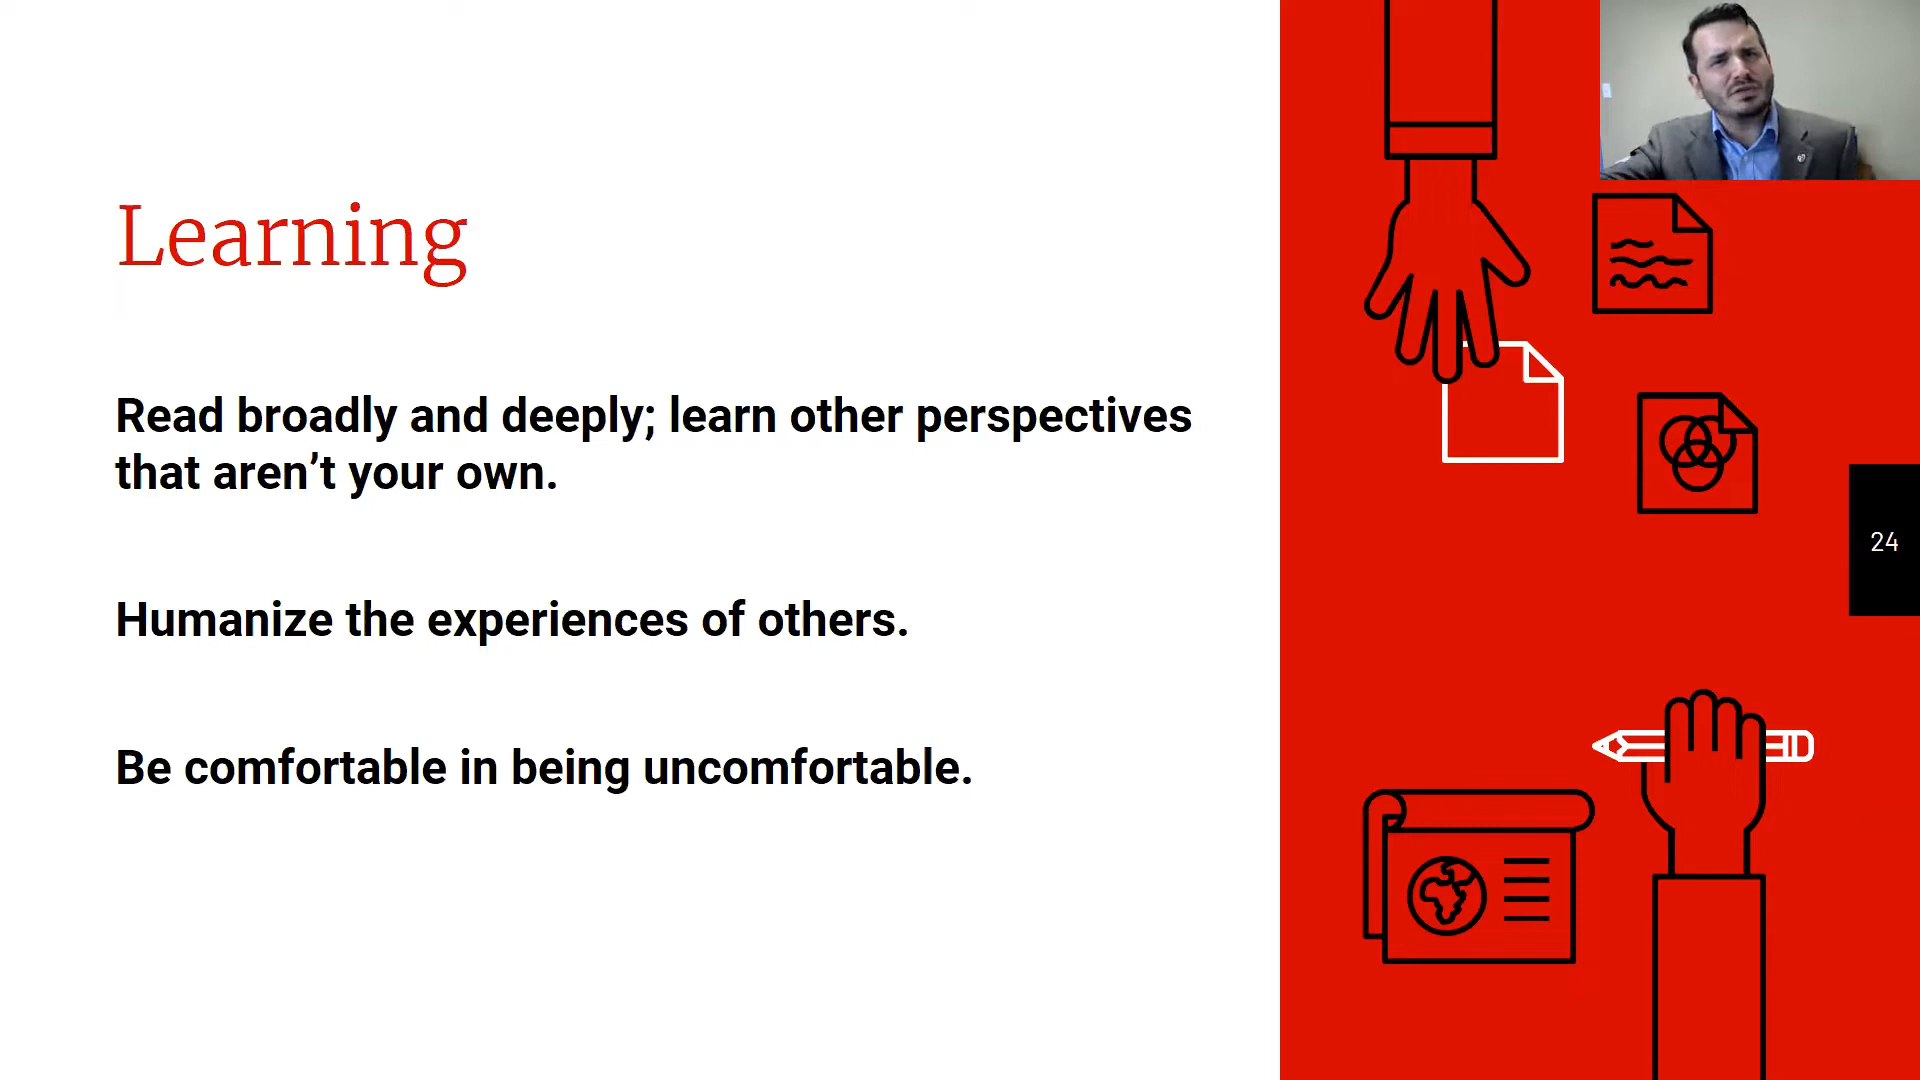 Learning
Read broadly and deeply; learn other perspectives
that aren’t your own.
Humanize the experiences of others.
Be comfortable in being uncomfortable.
24